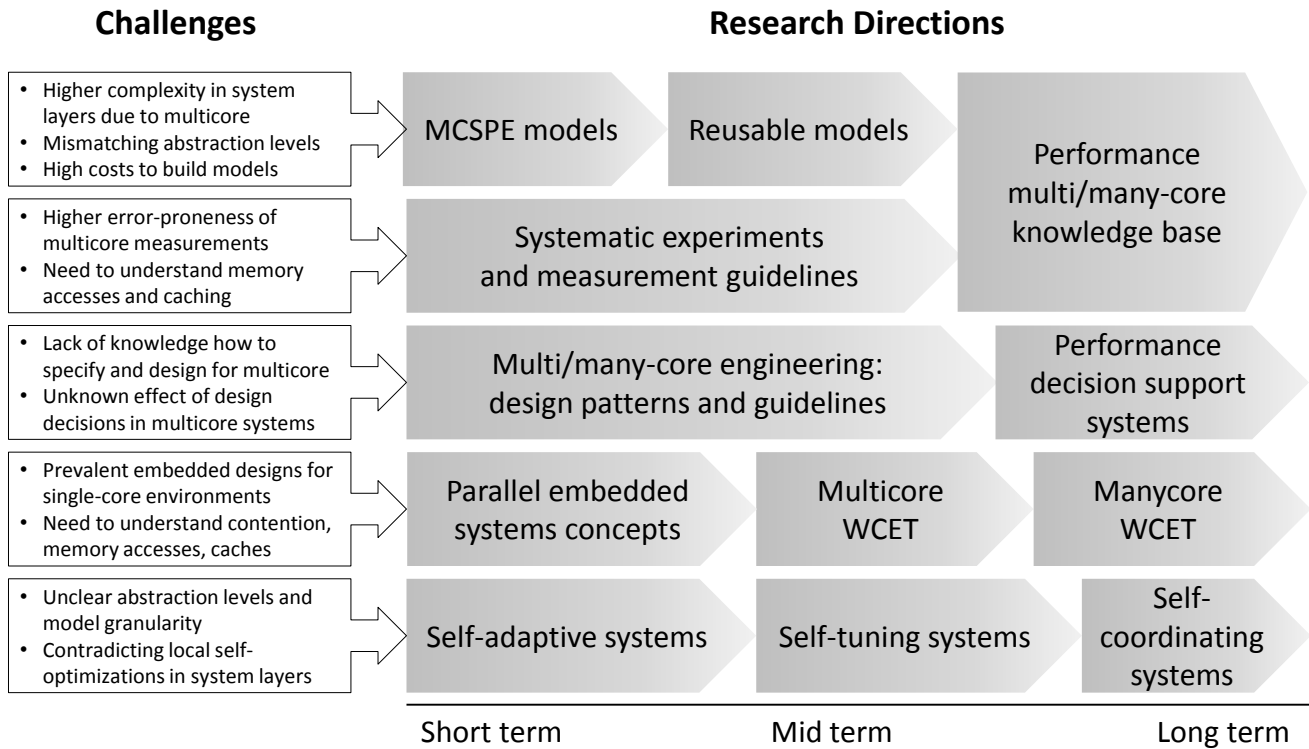 Challenges
Research Directions
• Higher complexity in system
layers due to multicore
• Mismatching abstraction levels
• High costs to build models
MCSPE models
Reusable models
Performance
multi/many-core
knowledge base
• Higher error-proneness of
multicore measurements
• Need to understand memory
accesses and caching
Systematic experiments
and measurement guidelines
• Lack of knowledge how to
specify and design for multicore
• Unknown effect of design
decisions in multicore systems
Multi/many-core engineering:
design patterns and guidelines
Performance
decision support
systems
• Prevalent embedded designs for
single-core environments
• Need to understand contention,
memory accesses, caches
Parallel embedded
systems concepts
Multicore
WCET
Manycore
WCET
• Unclear abstraction levels and
model granularity
• Contradicting local self-
optimizations in system layers
Self-adaptive systems
Self-tuning systems
Self-
coordinating
systems
Short term
Mid term
Long term